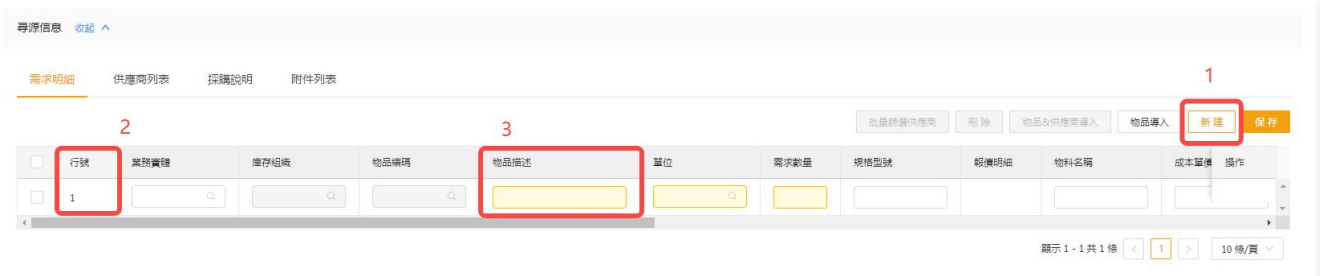 尋源信息 收起
需求明細 供應商列表 採購說明 附件列表
1
批量篩選供應商 刪除 物品&供應商導入 物品導入 新建 保存
2
3
行號 業務實體 庫存組織 物品編碼 物品描述 單位 需求數量 規格型號 報價明細 物料名稱 成本單價 操作
1
顯示 1 - 1 共 1 條 < 1 > 10 條/頁